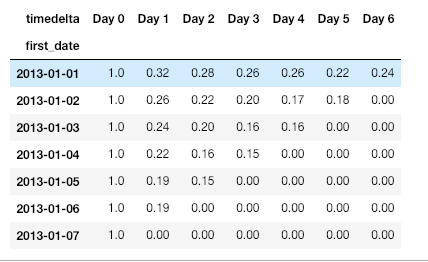 timedelta Day 0 Day 1 Day 2 Day 3 Day 4 Day 5 Day 6
first_date
2013-01-01 1.0 0.32 0.28 0.26 0.26 0.22 0.24
2013-01-02 1.0 0.26 0.22 0.20 0.17 0.18 0.00
2013-01-03 1.0 0.24 0.20 0.16 0.16 0.00 0.00
2013-01-04 1.0 0.22 0.16 0.15 0.00 0.00 0.00
2013-01-05 1.0 0.19 0.15 0.00 0.00 0.00 0.00
2013-01-06 1.0 0.19 0.00 0.00 0.00 0.00 0.00
2013-01-07 1.0 0.00 0.00 0.00 0.00 0.00 0.00